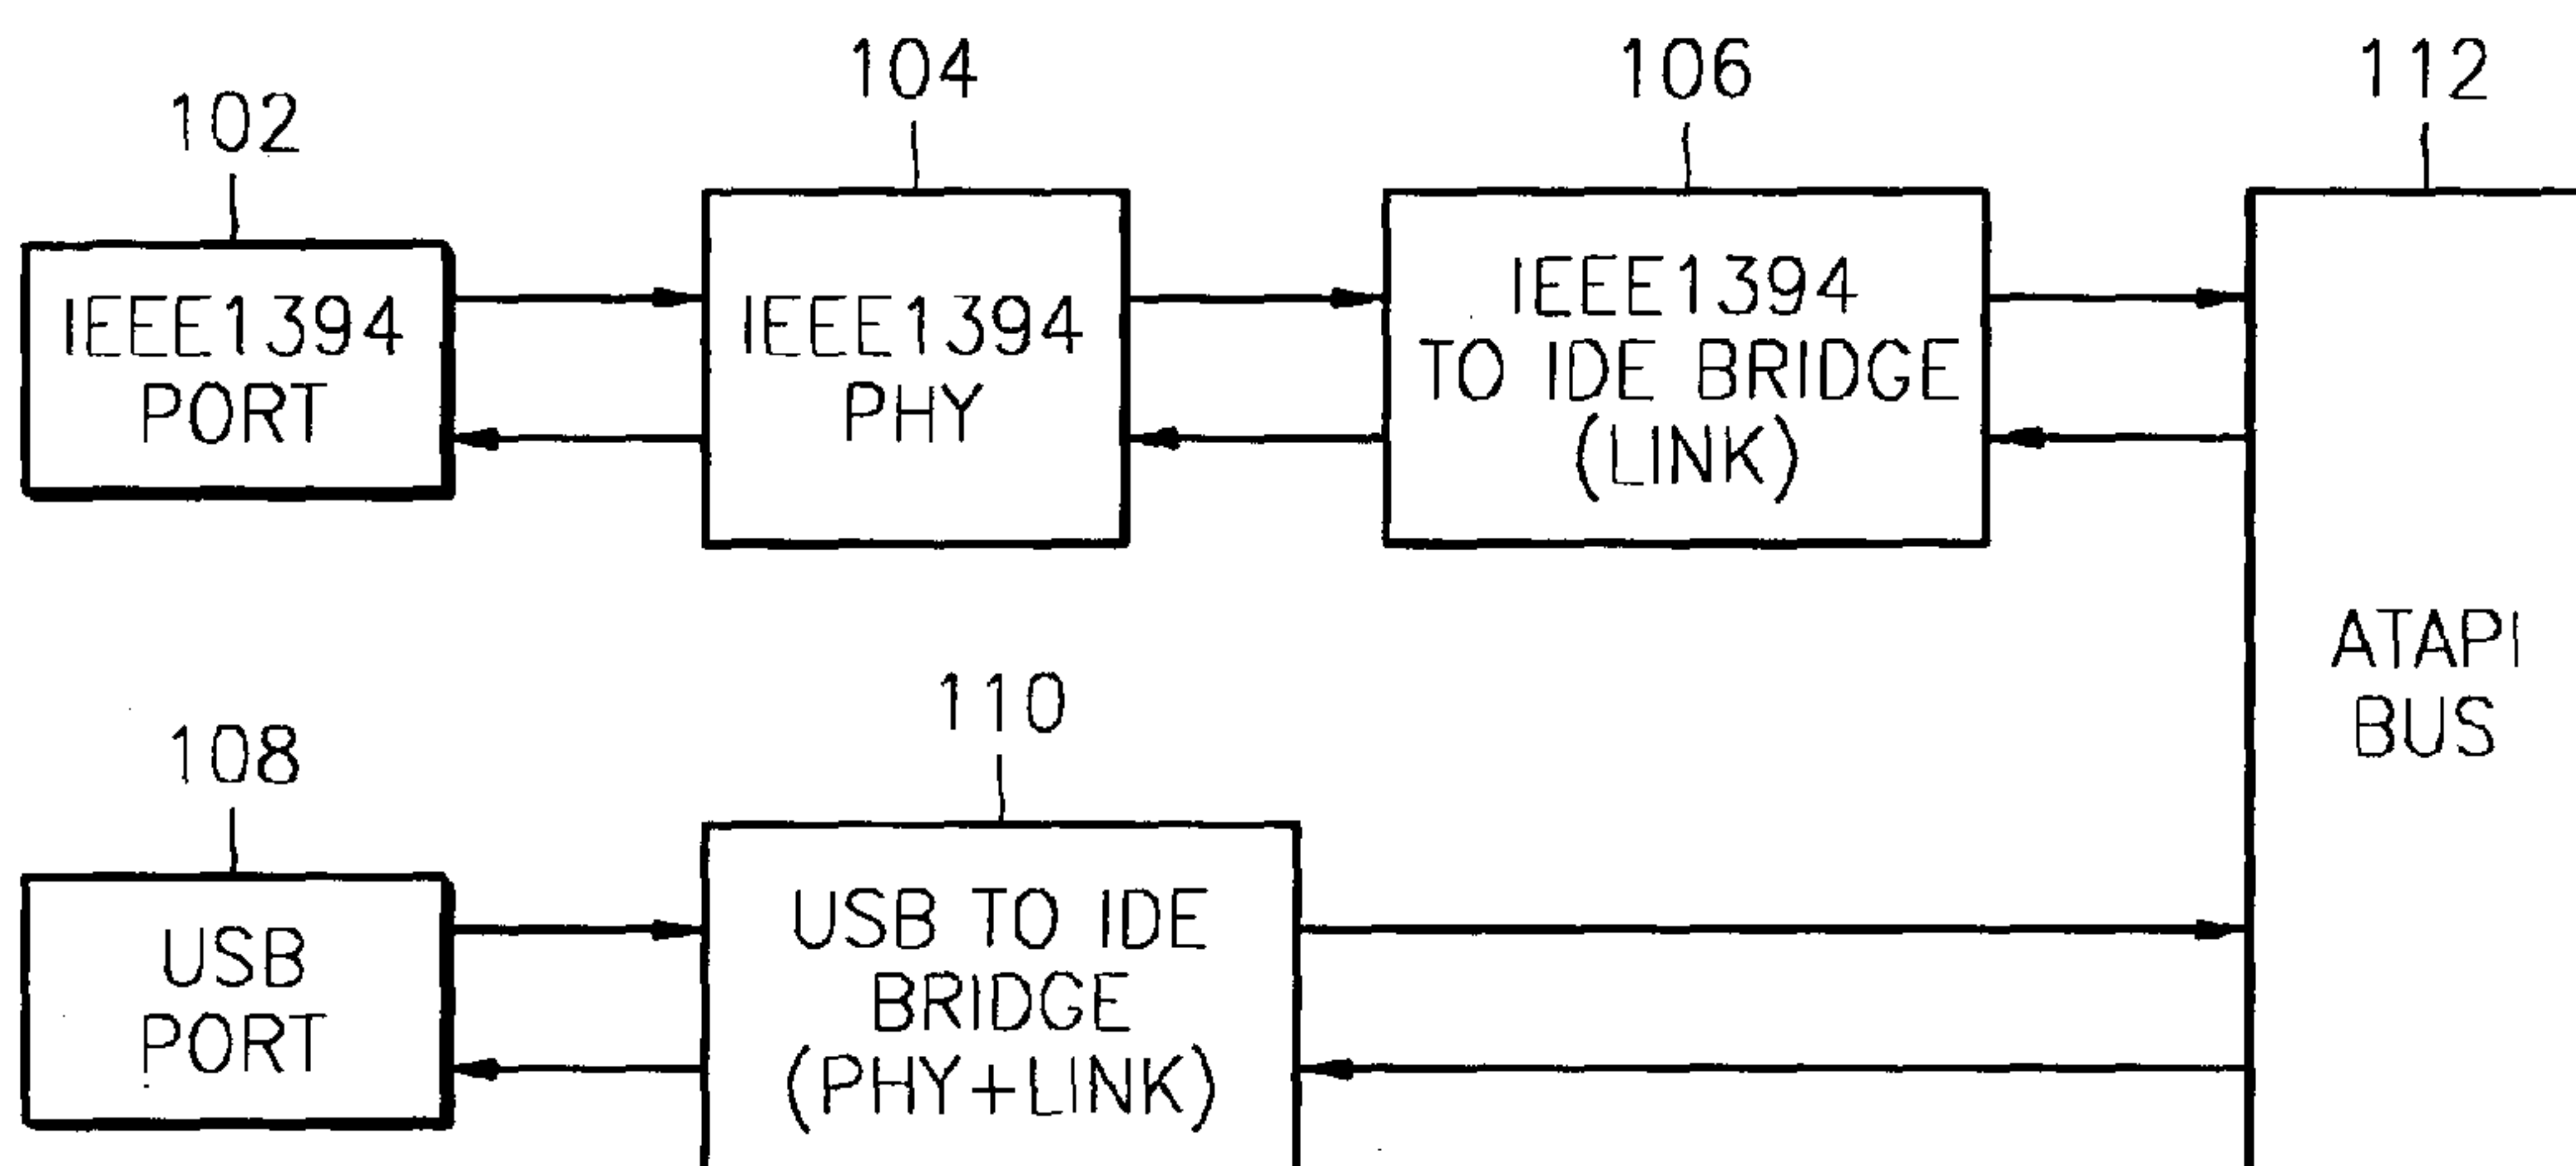 102
104
106
112
IEEE1394
PORT
IEEE1394
PHY
IEEE1394
TO IDE BRIDGE
(LINK)
ATAPI
BUS
108
110
USB
PORT
USB TO IDE
BRIDGE
(PHY+LINK)